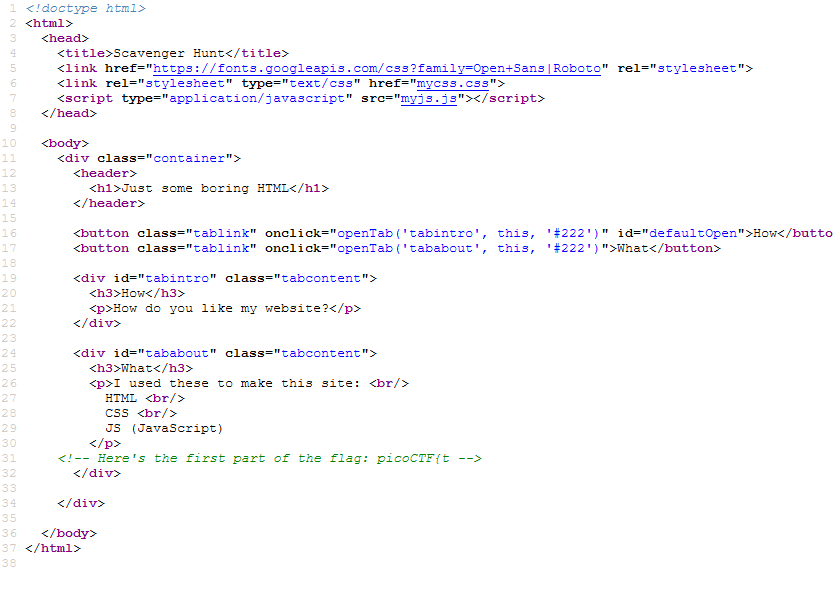 1 <!doctype html>
2 <html>
3   <head>
4     <title>Scavenger Hunt</title>
5     <link href="https://fonts.googleapis.com/css?family=Open+Sans|Roboto" rel="stylesheet">
6     <link rel="stylesheet" type="text/css" href="mycss.css">
7     <script type="application/javascript" src="myjs.js"></script>
8   </head>
9
10   <body>
11     <div class="container">
12       <header>
13         <h1>Just some boring HTML</h1>
14       </header>
15
16       <button class="tablink" onclick="openTab('tabintro', this, '#222')" id="defaultOpen">How</butto
17       <button class="tablink" onclick="openTab('tababout', this, '#222')">What</button>
18
19       <div id="tabintro" class="tabcontent">
20         <h3>How</h3>
21         <p>How do you like my website?</p>
22       </div>
23
24       <div id="tababout" class="tabcontent">
25         <h3>What</h3>
26         <p>I used these to make this site: <br/>
27           HTML <br/>
28           CSS <br/>
29           JS (JavaScript)
30         </p>
31     <!-- Here's the first part of the flag: picoCTF{t -->
32       </div>
33
34     </div>
35
36   </body>
37 </html>
38